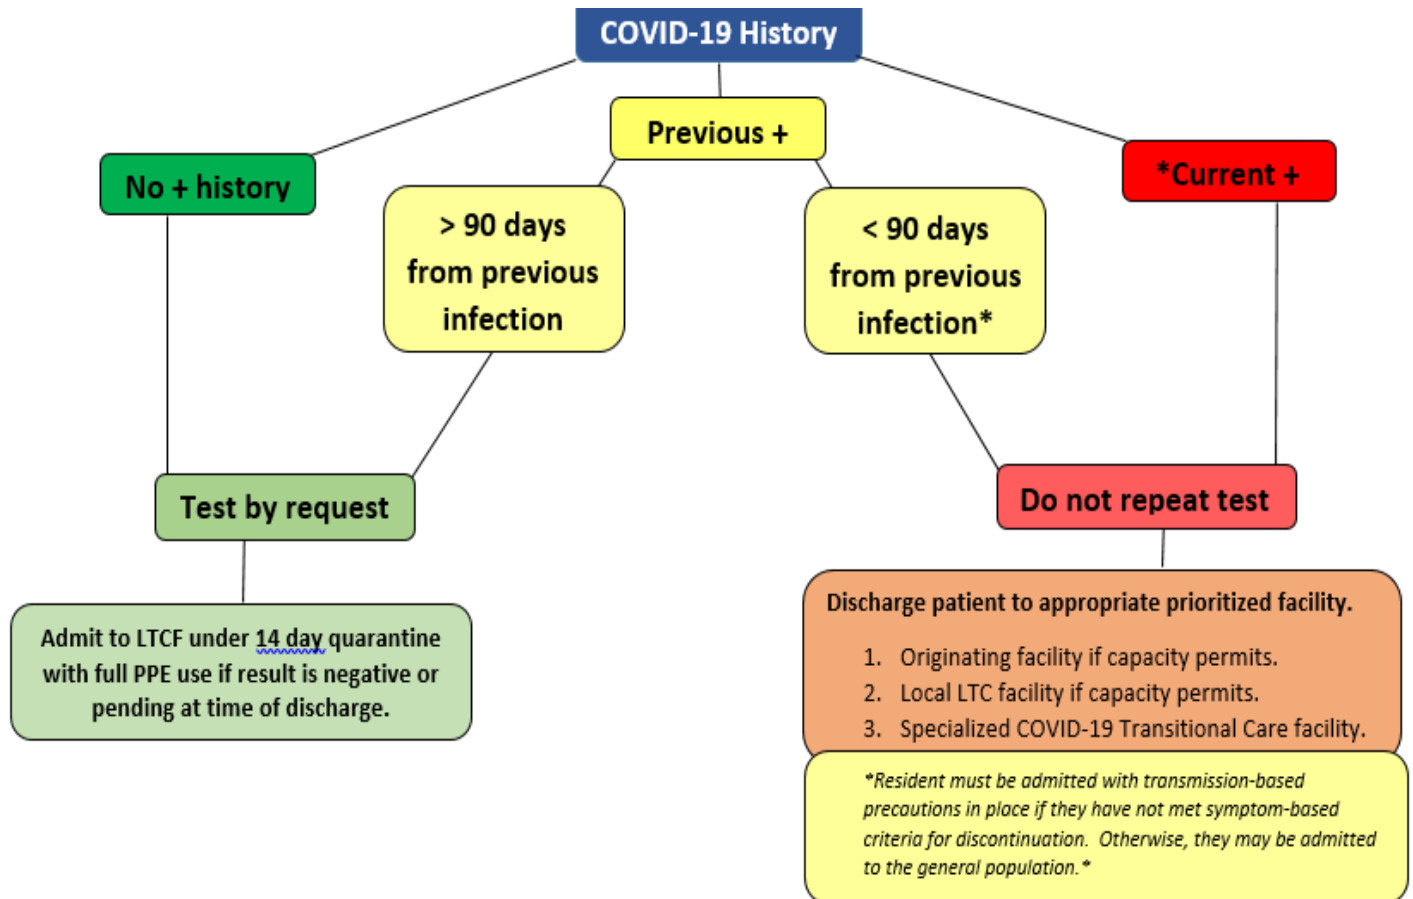 COVID-19 History
Previous +
No + history
*Current +
> 90 days
from previous
infection
< 90 days
from previous
infection*
Test by request
Do not repeat test
Admit to LTCF under 14 day quarantine
with full PPE use if result is negative or
pending at time of discharge.
Discharge patient to appropriate prioritized facility.
1. Originating facility if capacity permits.
2. Local LTC facility if capacity permits.
3. Specialized COVID-19 Transitional Care facility.
*Resident must be admitted with transmission-based
precautions in place if they have not met symptom-based
criteria for discontinuation. Otherwise, they may be admitted
to the general population.*